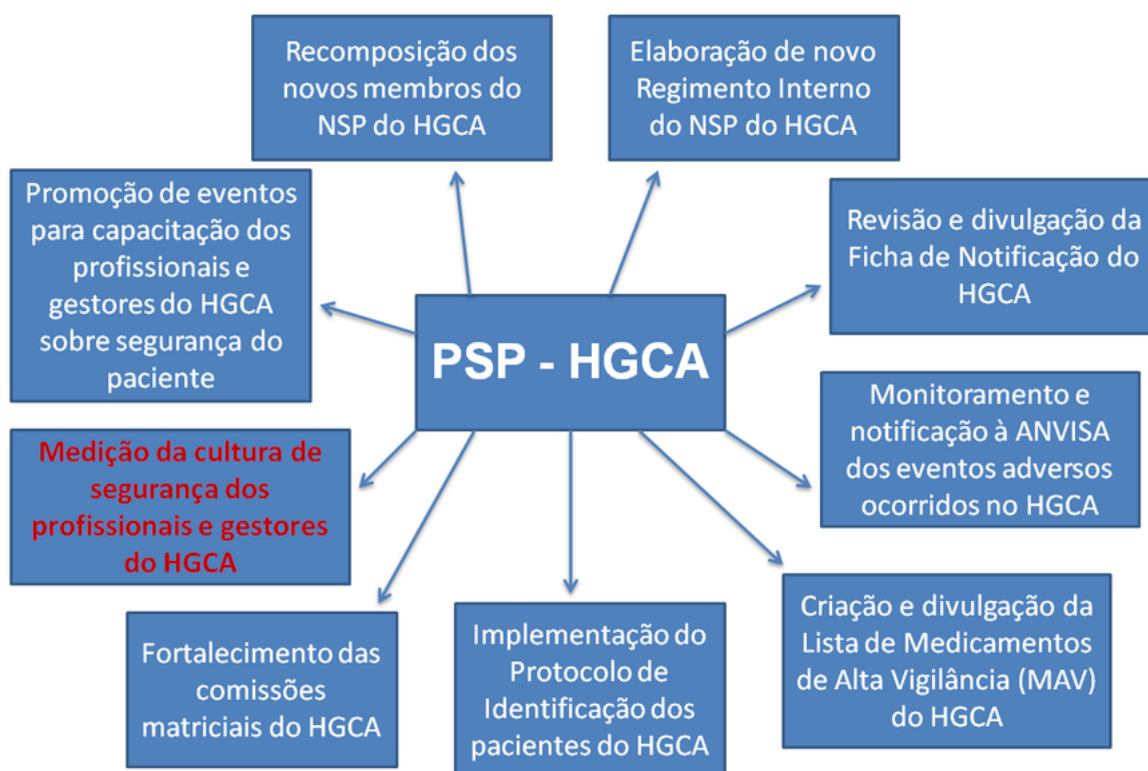 Recomposição dos
novos membros do
NSP do HGCA
Elaboração de novo
Regimento Interno
do NSP do HGCA
Promoção de eventos
para capacitação dos
profissionais e
gestores do HGCA
sobre segurança do
paciente
Revisão e divulgação da
Ficha de Notificação do
HGCA
PSP - HGCA
Medição da cultura de
segurança dos
profissionais e gestores
do HGCA
Monitoramento e
notificação à ANVISA
dos eventos adversos
ocorridos no HGCA
Fortalecimento das
comissões
matriciais do HGCA
Implementação do
Protocolo de
Identificação dos
pacientes do HGCA
Criação e divulgação da
Lista de Medicamentos
de Alta Vigilância (MAV)
do HGCA